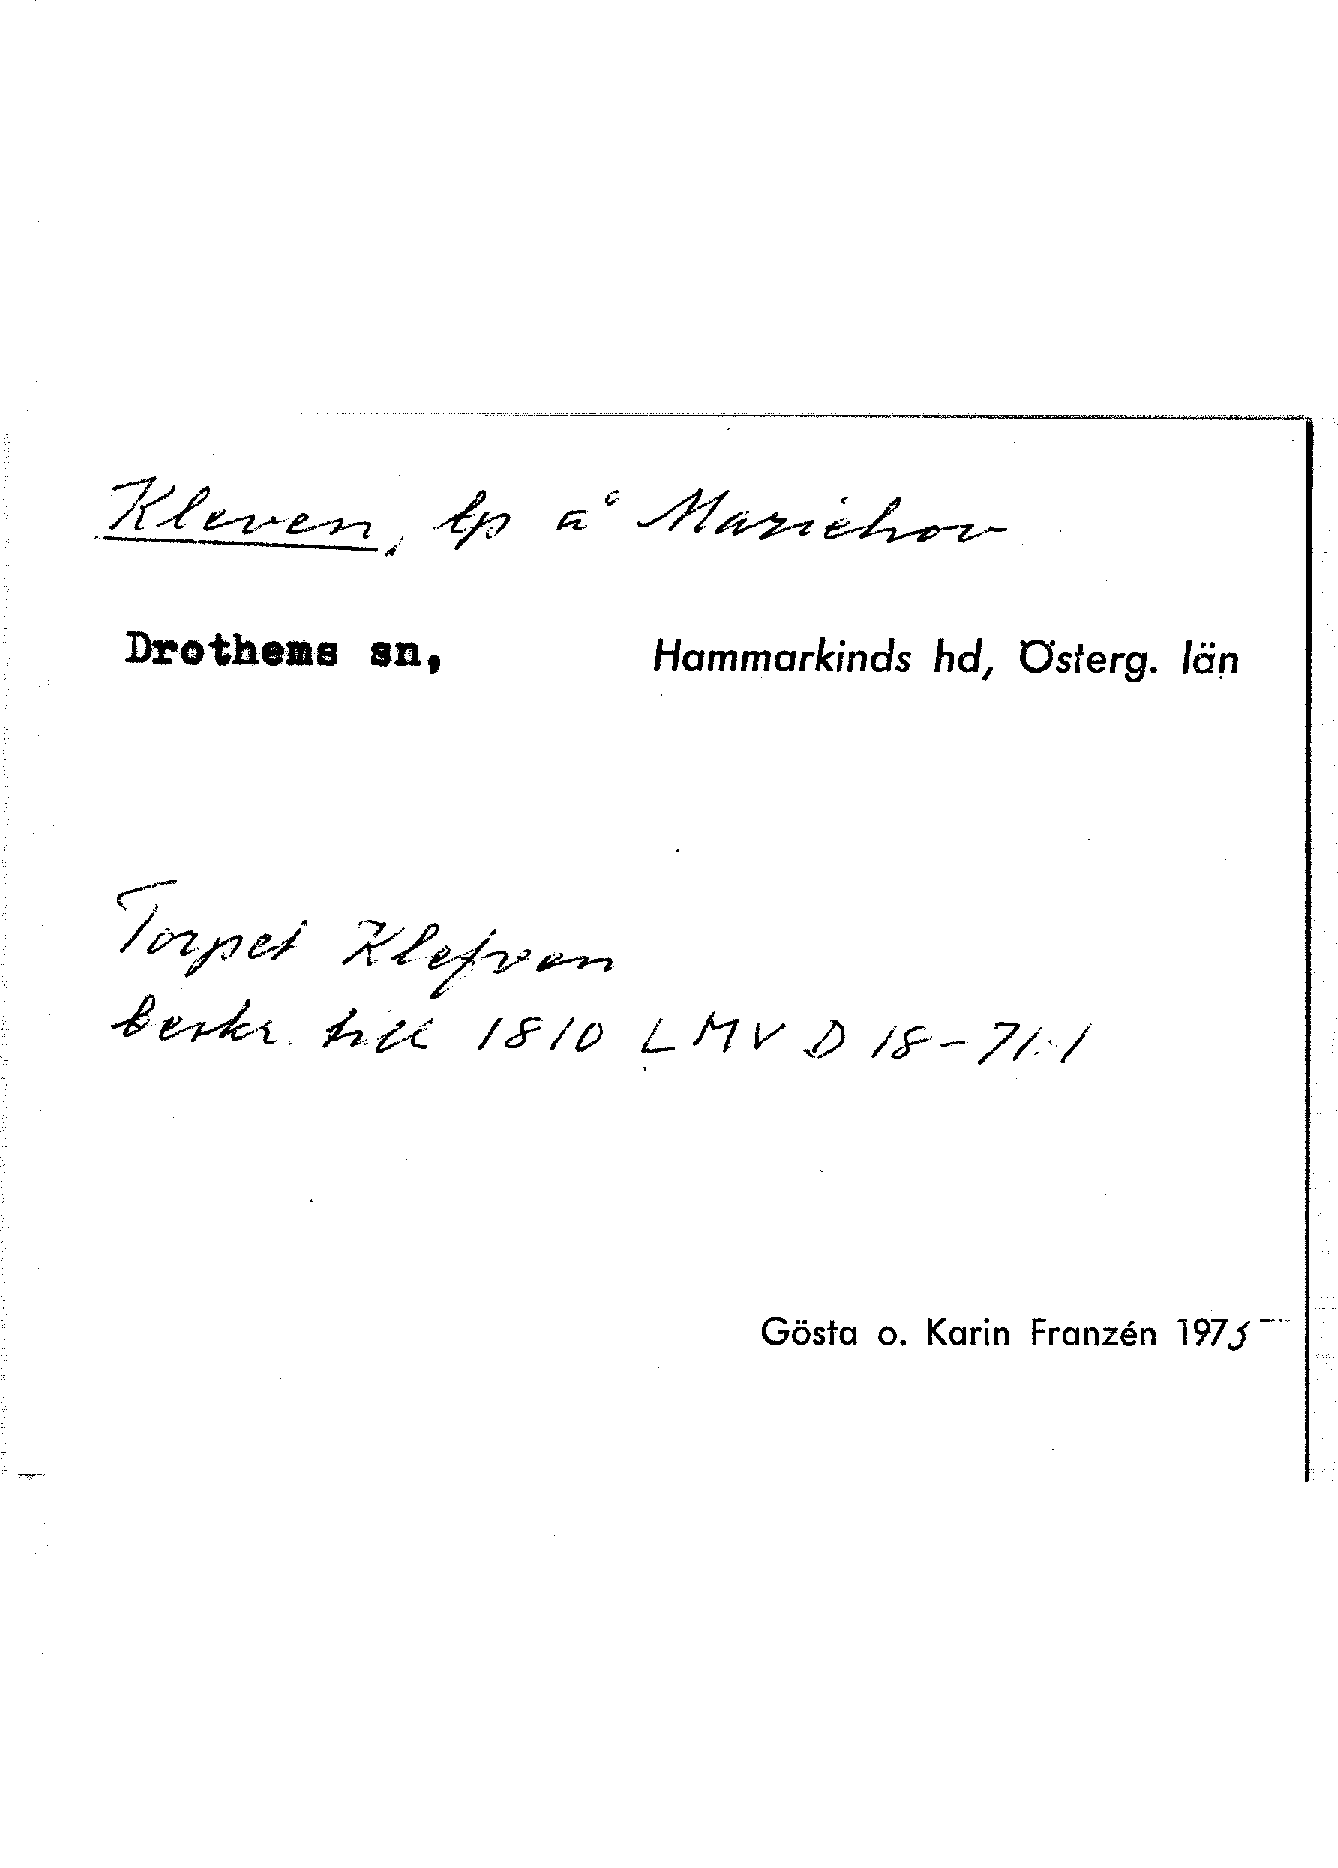 Kleven, tp å Mariehov
Drothems sn, Hammarkinds hd, Österg. län
Torpet Klefven
beskr. till 1810 LMV D 18-71:1
Gösta o. Karin Franzén 1975